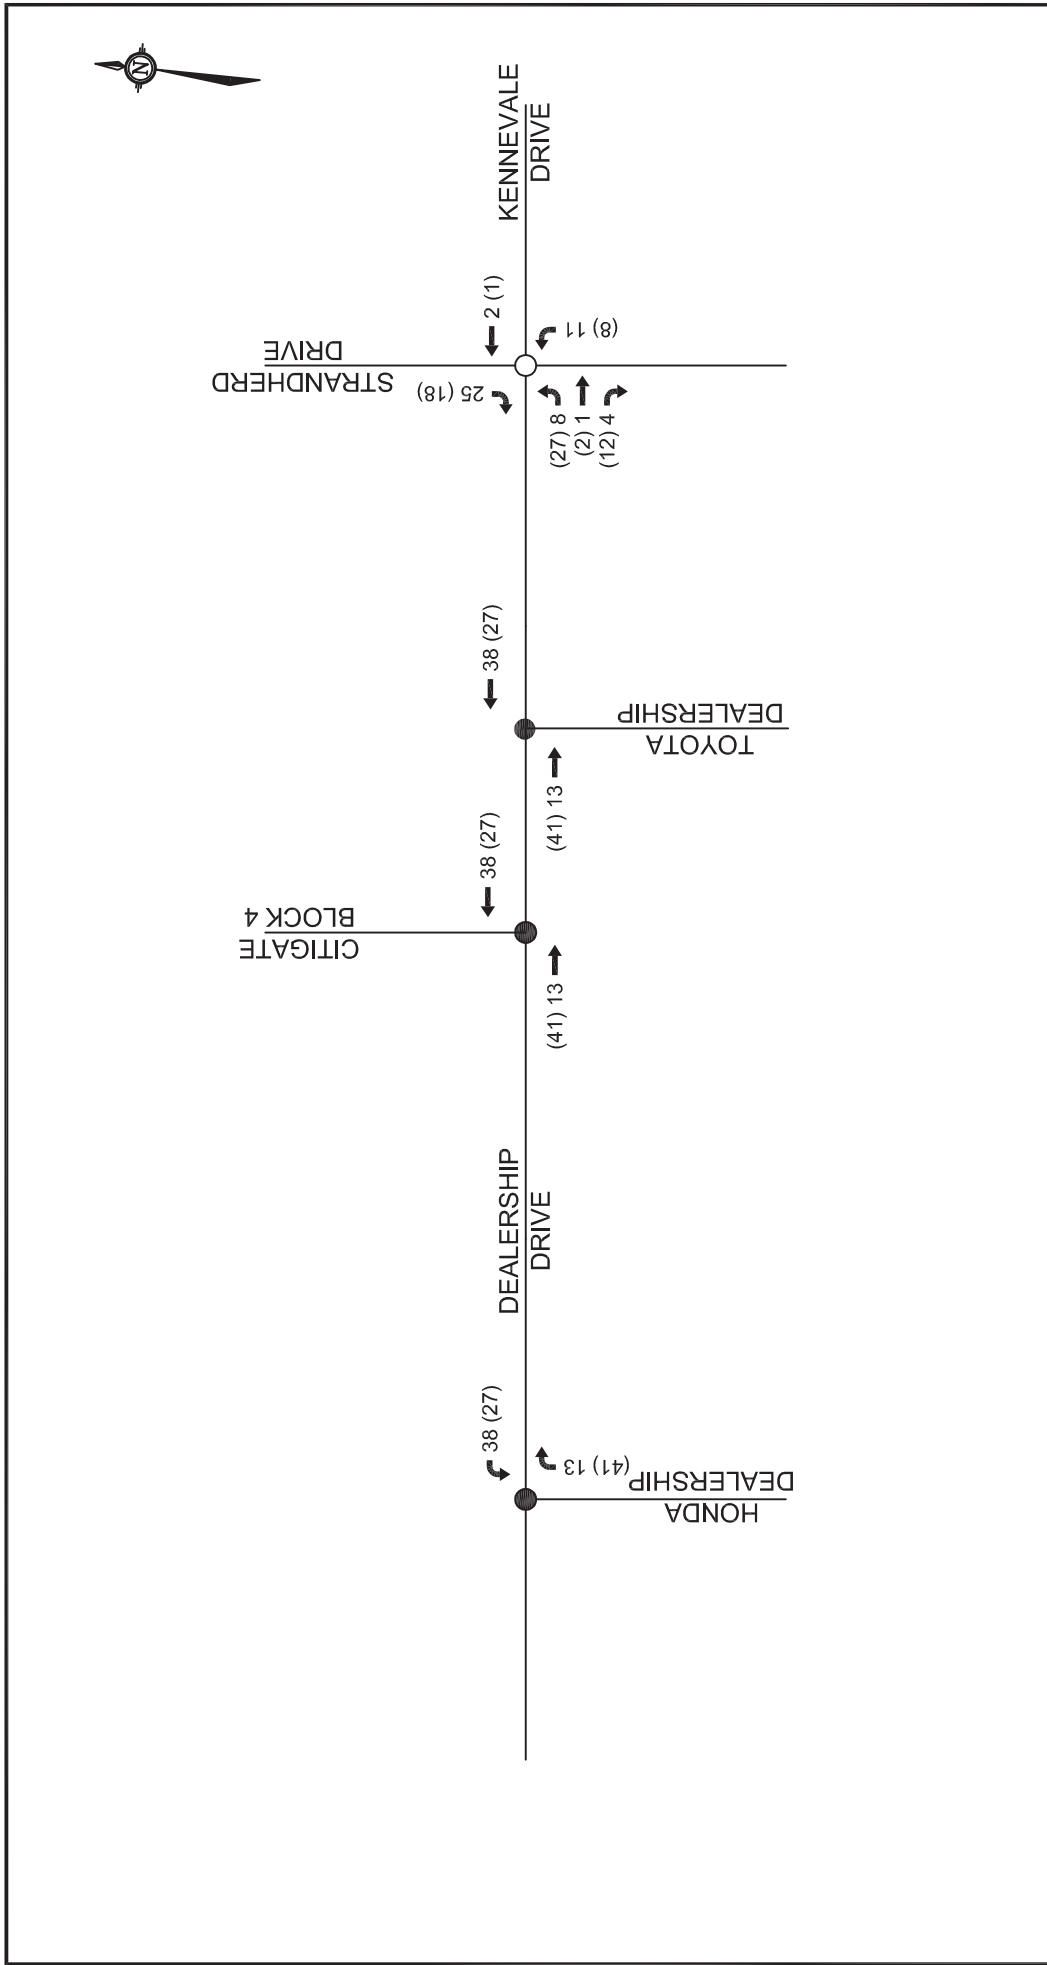 N
KENNEVALE
DRIVE
2 (1)
STRANDHERD
DRIVE
25 (18)
(8) 11
(27) 8
(2) 1
(12) 4
38 (27)
TOYOTA
DEALERSHIP
(41) 13
38 (27)
CITIGATE
BLOCK 4
(41) 13
DEALERSHIP
DRIVE
38 (27)
(41) 13
HONDA
DEALERSHIP